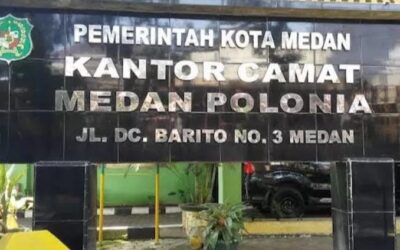 PEMERINTAH KOTA MEDAN
KANTOR CAMAT
MEDAN POLONIA
JL. DC. BARITO NO. 3 MEDAN